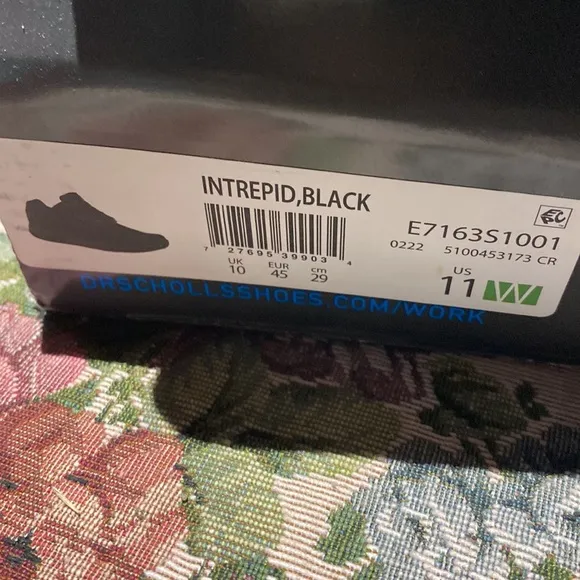 INTREPID,BLACK
E7163S1001
0222 5100453173 CR
7 27695 39903 4
UK EUR cm
10 45 29
US
11 W
DRSCHOLLSSHOES.COM/WORK